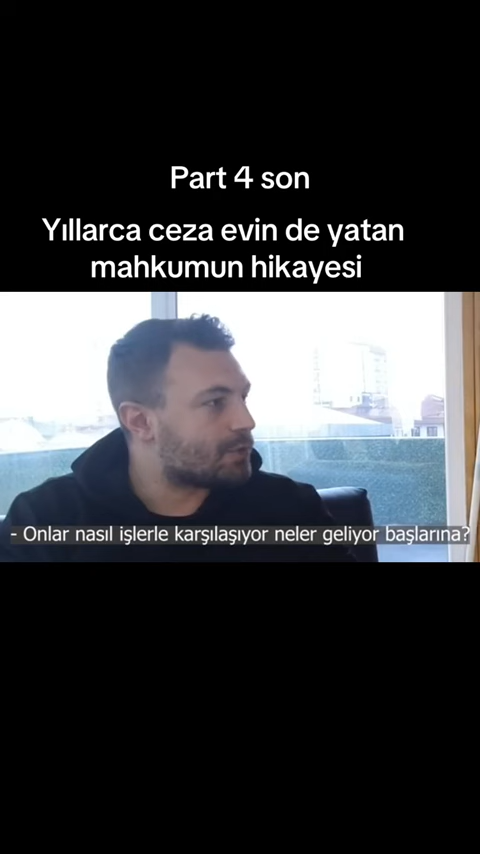 Part 4 son
Yıllarca ceza evin de yatan
mahkumun hikayesi
- Onlar nasıl işlerle karşılaşıyor neler geliyor başlarına?